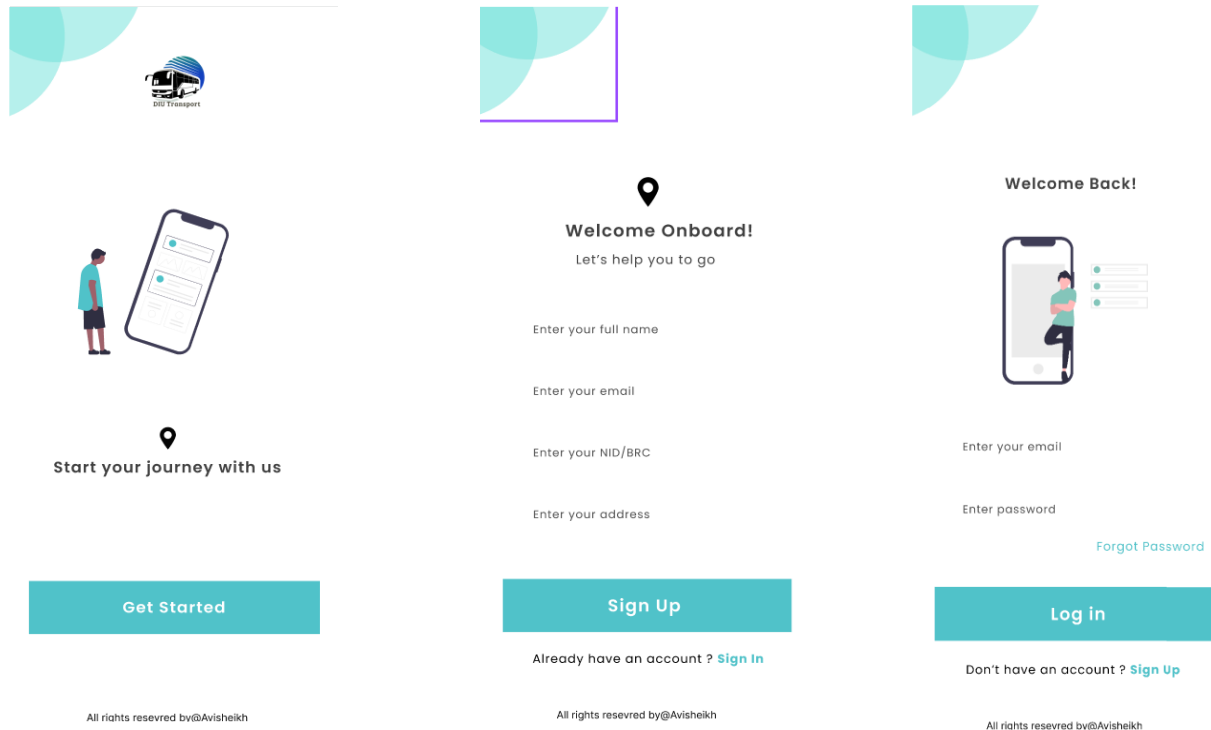 DIU Transport
Start your journey with us
Get Started
All rights resevred by@Avisheikh
Welcome Onboard!
Let's help you to go
Enter your full name
Enter your email
Enter your NID/BRC
Enter your address
Sign Up
Already have an account ? Sign In
All rights resevred by@Avisheikh
Welcome Back!
Enter your email
Enter password
Forgot Password
Log in
Don't have an account ? Sign Up
All rights resevred by@Avisheikh